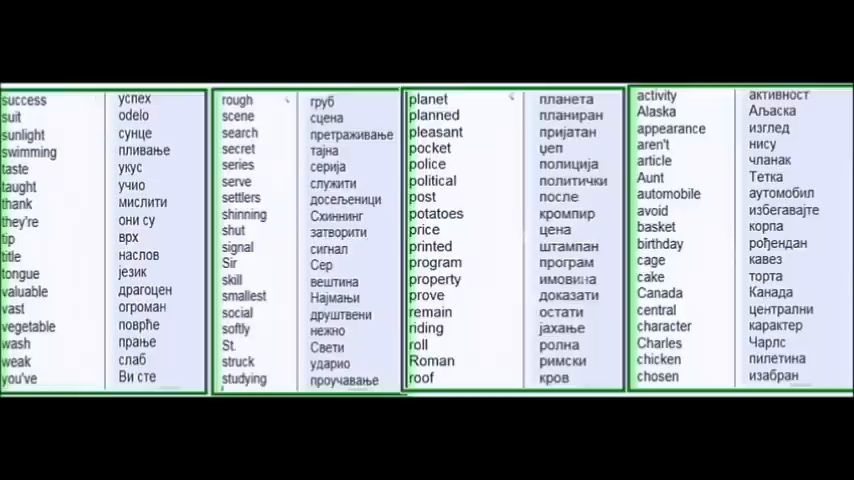 success успех
suit odelo
sunlight сунце
swimming пливање
taste укус
taught учио
thank мислити
they're они су
tip врх
title наслов
tongue језик
valuable драгоцен
vast огроман
vegetable поврће
wash прање
weak слаб
you've Ви сте
rough груб
scene сцена
search претраживање
secret тајна
series серија
serve служити
settlers досељеници
shinning Схиннинг
shut затворити
signal сигнал
Sir Сер
skill вештина
smallest Најмањи
social друштвени
softly нежно
St. Свети
struck ударио
studying проучавање
planet планета
planned планиран
pleasant пријатан
pocket џеп
police полиција
political политички
post после
potatoes кромпир
price цена
printed штампан
program програм
property имовина
prove доказати
remain остати
riding јахање
roll ролна
Roman римски
roof кров
activity активност
Alaska Аљаска
appearance изглед
aren't нису
article чланак
Aunt Тетка
automobile аутомобил
avoid избегавајте
basket корпа
birthday рођендан
cage кавез
cake торта
Canada Канада
central централни
character карактер
Charles Чарлс
chicken пилетина
chosen изабран